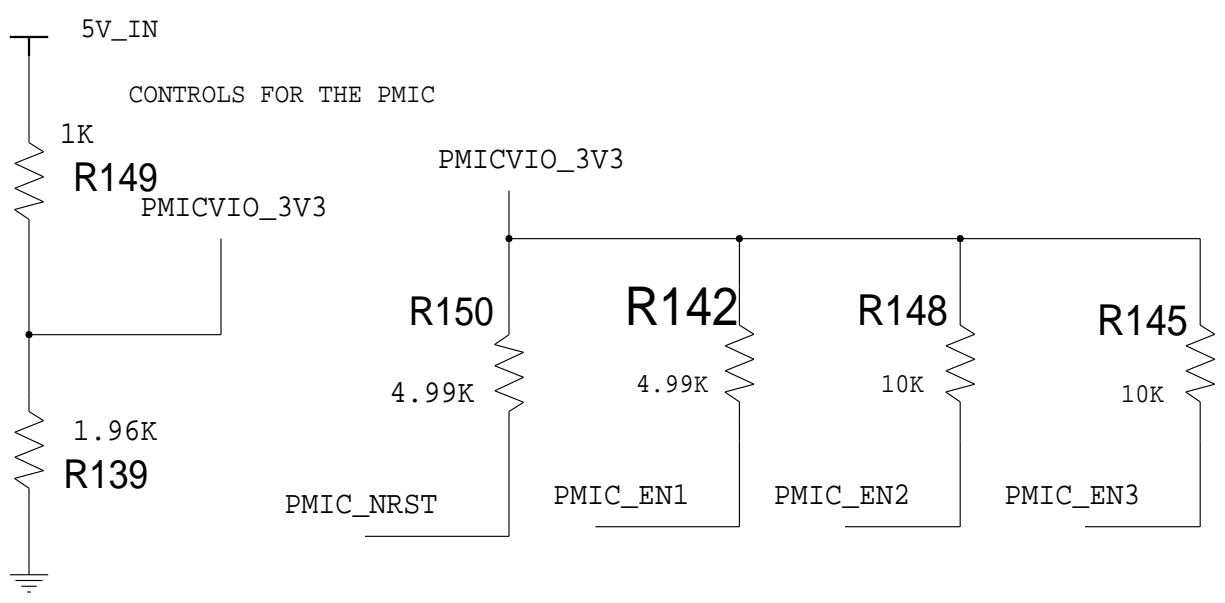 5V_IN
CONTROLS FOR THE PMIC
1K
R149
PMICVIO_3V3
1.96K
R139
PMICVIO_3V3
R150
4.99K
PMIC_NRST
R142
4.99K
PMIC_EN1
R148
10K
PMIC_EN2
R145
10K
PMIC_EN3